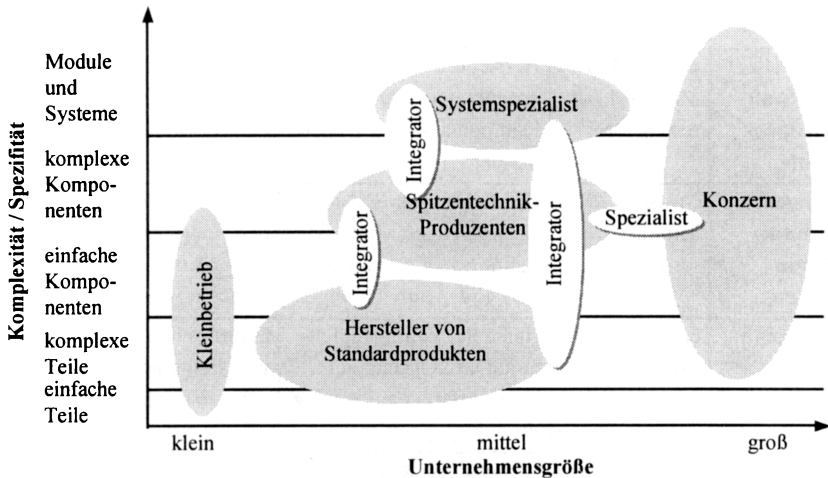 Komplexität / Spezifität
Module
und
Systeme
komplexe
Kompo-
nenten
einfache
Kompo-
nenten
komplexe
Teile
einfache
Teile
Systemspezialist
Integrator
Spitzentechnik-
Produzenten
Integrator
Integrator
Spezialist
Konzern
Kleinbetrieb
Hersteller von
Standardprodukten
klein
mittel
groß
Unternehmensgröße